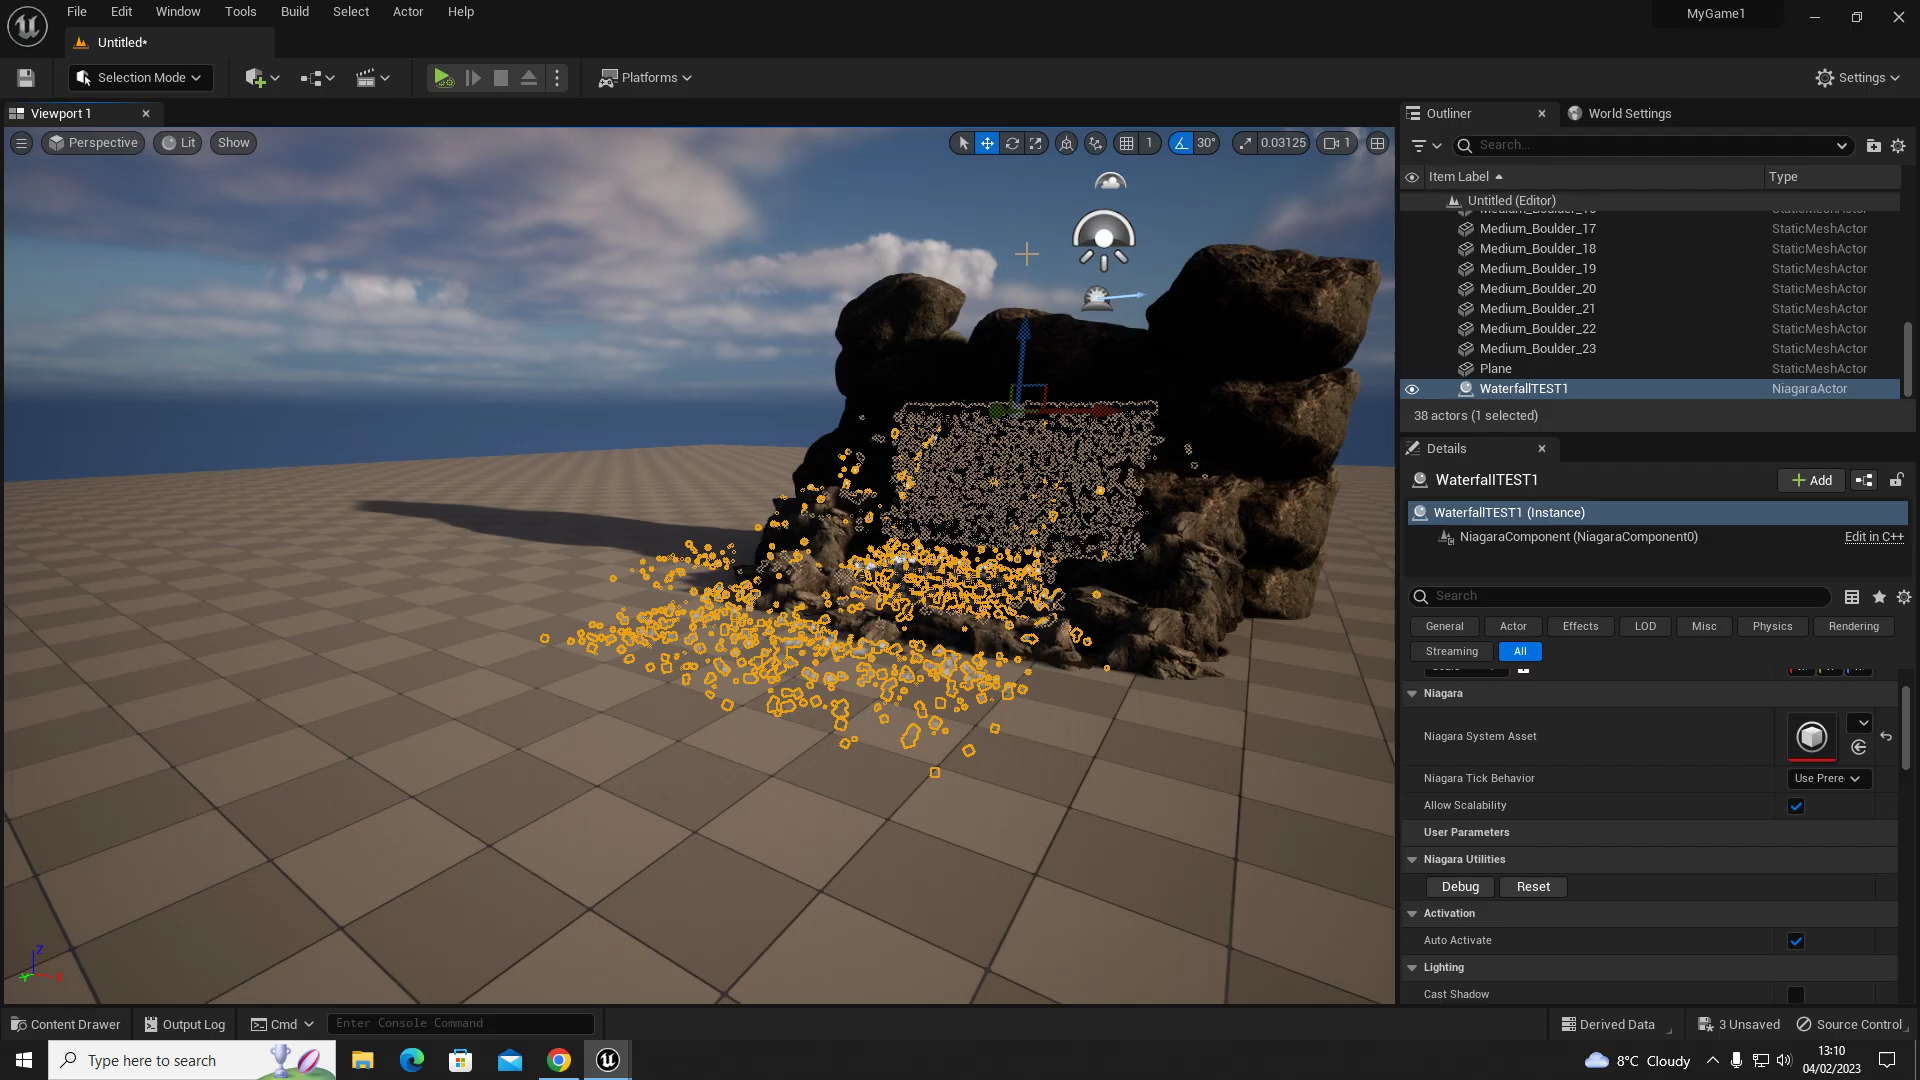 File Edit Window Tools Build Select Actor Help
MyGame1
Untitled*
Selection Mode
Platforms
Settings
Viewport 1
Perspective
Lit
Show
1
30°
0.03125
1
Z
Outliner
World Settings
Search...
Item Label
Type
Untitled (Editor)
Medium_Boulder_17 StaticMeshActor
Medium_Boulder_18 StaticMeshActor
Medium_Boulder_19 StaticMeshActor
Medium_Boulder_20 StaticMeshActor
Medium_Boulder_21 StaticMeshActor
Medium_Boulder_22 StaticMeshActor
Medium_Boulder_23 StaticMeshActor
Plane StaticMeshActor
WaterfallTEST1 NiagaraActor
38 actors (1 selected)
Details
WaterfallTEST1
Add
WaterfallTEST1 (Instance)
NiagaraComponent (NiagaraComponent0) Edit in C++
Search
General Actor Effects LOD Misc Physics Rendering
Streaming All
Niagara
Niagara System Asset
Niagara Tick Behavior Use Prere
Allow Scalability
User Parameters
Niagara Utilities
Debug Reset
Activation
Auto Activate
Lighting
Cast Shadow
Content Drawer
Output Log
Cmd
Enter Console Command
Derived Data
3 Unsaved
Source Control
Type here to search
8°C Cloudy
13:10
04/02/2023